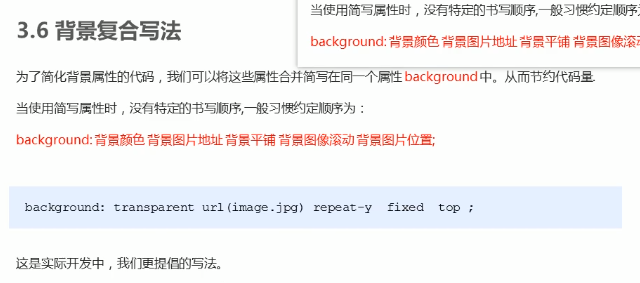 当使用简写属性时，没有特定的书写顺序,一般习惯约定顺序为
background: 背景颜色 背景图片地址 背景平铺 背景图像滚动
3.6 背景复合写法
为了简化背景属性的代码，我们可以将这些属性合并简写在同一个属性 background 中。从而节约代码量.
当使用简写属性时，没有特定的书写顺序,一般习惯约定顺序为：
background: 背景颜色 背景图片地址 背景平铺 背景图像滚动 背景图片位置;
background: transparent url(image.jpg) repeat-y fixed top ;
这是实际开发中，我们更提倡的写法。